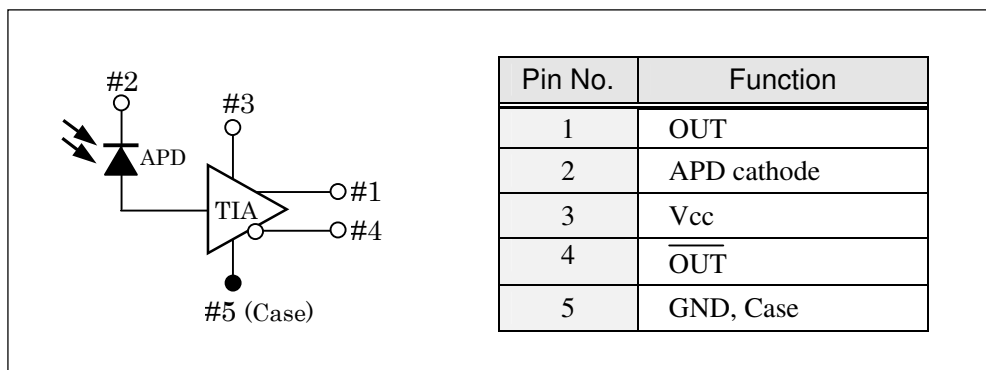 #2
#3
APD
TIA
#1
#4
#5 (Case)
Pin No. Function
1 OUT
2 APD cathode
3 Vcc
4 O̅U̅T̅
5 GND, Case